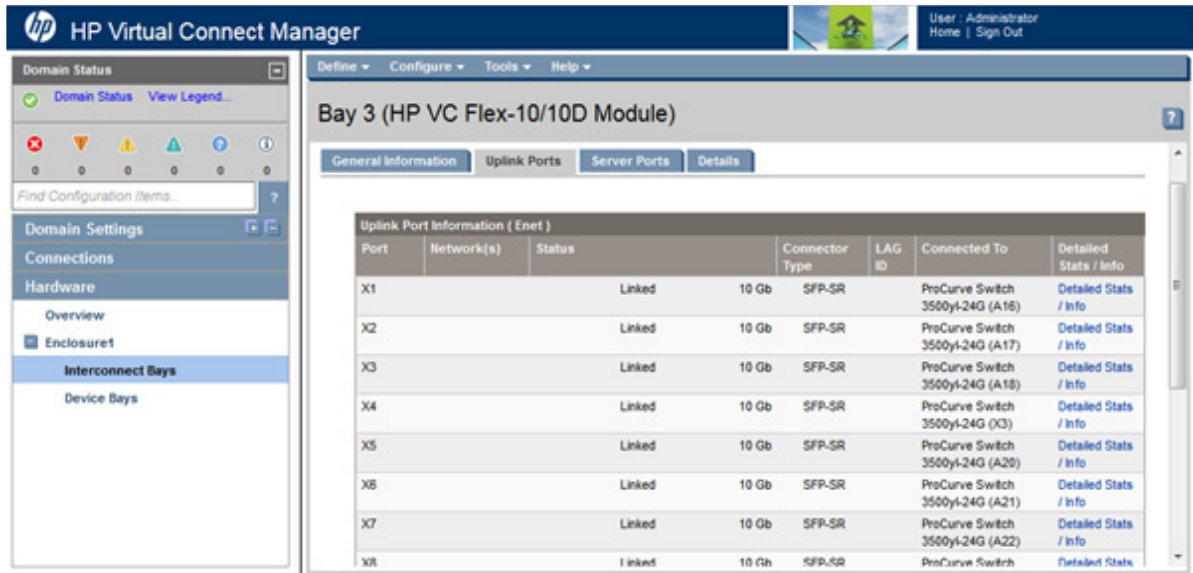 hp HP Virtual Connect Manager
User : Administrator
Home | Sign Out
Domain Status
Domain Status View Legend...
0 0 0 0 0 0
Find Configuration Items... ?
Domain Settings
Connections
Hardware
Overview
Enclosure1
Interconnect Bays
Device Bays
Define Configure Tools Help
Bay 3 (HP VC Flex-10/10D Module)
?
General Information Uplink Ports Server Ports Details
Uplink Port Information ( Enet )
Port Network(s) Status Connector Type LAG ID Connected To Detailed Stats / Info
X1 Linked 10 Gb SFP-SR ProCurve Switch 3500yl-24G (A16) Detailed Stats / Info
X2 Linked 10 Gb SFP-SR ProCurve Switch 3500yl-24G (A17) Detailed Stats / Info
X3 Linked 10 Gb SFP-SR ProCurve Switch 3500yl-24G (A18) Detailed Stats / Info
X4 Linked 10 Gb SFP-SR ProCurve Switch 3500yl-24G (X3) Detailed Stats / Info
X5 Linked 10 Gb SFP-SR ProCurve Switch 3500yl-24G (A20) Detailed Stats / Info
X6 Linked 10 Gb SFP-SR ProCurve Switch 3500yl-24G (A21) Detailed Stats / Info
X7 Linked 10 Gb SFP-SR ProCurve Switch 3500yl-24G (A22) Detailed Stats / Info
X8 Linked 10 Gb SFP-SR ProCurve Switch Detailed Stats